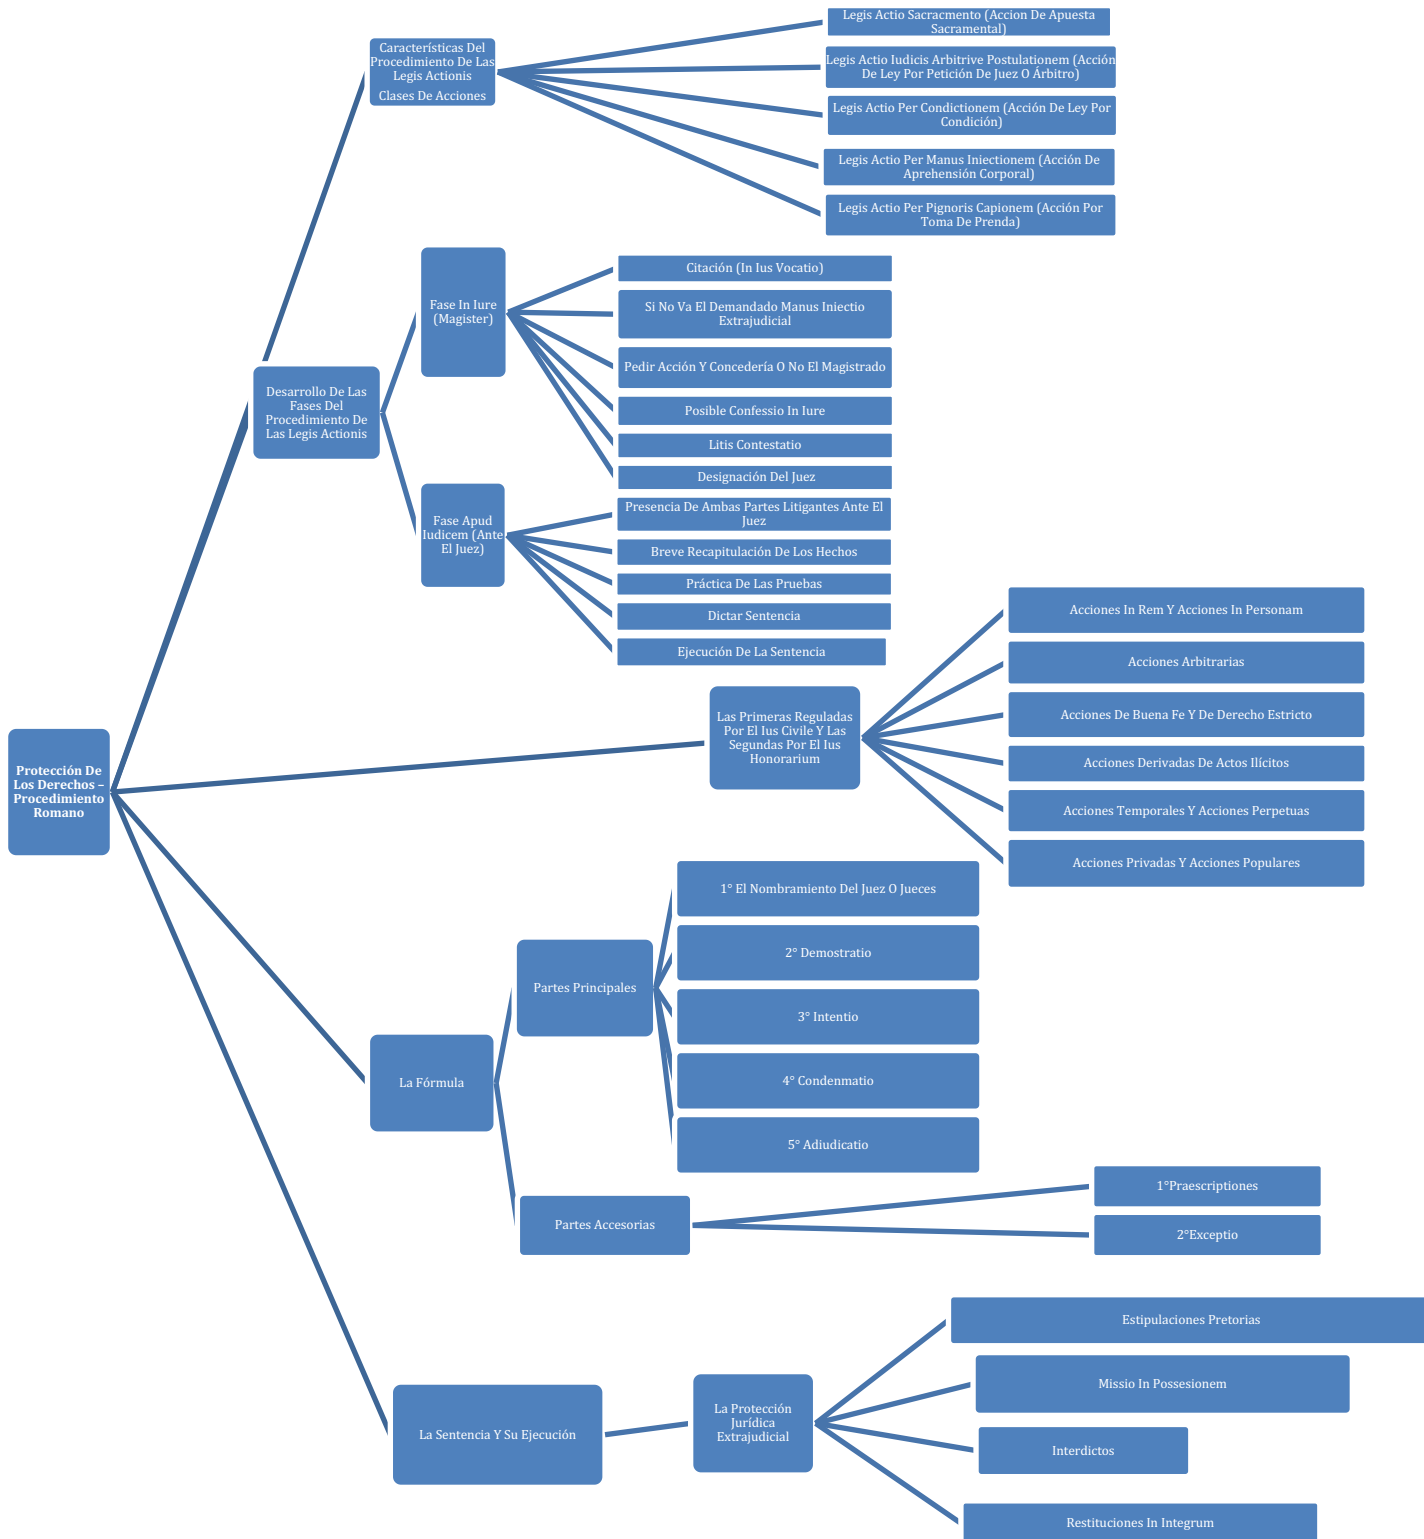 Protección De
Los Derechos –
Procedimiento
Romano
Características Del
Procedimiento De Las
Legis Actionis
Clases De Acciones
Legis Actio Sacracmento (Accion De Apuesta
Sacramental)
Legis Actio Iudicis Arbitrive Postulationem (Acción
De Ley Por Petición De Juez O Árbitro)
Legis Actio Per Condictionem (Acción De Ley Por
Condición)
Legis Actio Per Manus Iniectionem (Acción De
Aprehensión Corporal)
Legis Actio Per Pignoris Capionem (Acción Por
Toma De Prenda)
Desarrollo De Las
Fases Del
Procedimiento De
Las Legis Actionis
Fase In Iure
(Magister)
Citación (In Ius Vocatio)
Si No Va El Demandado Manus Iniectio
Extrajudicial
Pedir Acción Y Concedería O No El Magistrado
Posible Confessio In Iure
Litis Contestatio
Designación Del Juez
Fase Apud
Iudicem (Ante
El Juez)
Presencia De Ambas Partes Litigantes Ante El
Juez
Breve Recapitulación De Los Hechos
Práctica De Las Pruebas
Dictar Sentencia
Ejecución De La Sentencia
Las Primeras Reguladas
Por El Ius Civile Y Las
Segundas Por El Ius
Honorarium
Acciones In Rem Y Acciones In Personam
Acciones Arbitrarias
Acciones De Buena Fe Y De Derecho Estricto
Acciones Derivadas De Actos Ilícitos
Acciones Temporales Y Acciones Perpetuas
Acciones Privadas Y Acciones Populares
La Fórmula
Partes Principales
1° El Nombramiento Del Juez O Jueces
2° Demostratio
3° Intentio
4° Condenmatio
5° Adiudicatio
Partes Accesorias
1°Praescriptiones
2°Exceptio
La Sentencia Y Su Ejecución
La Protección
Jurídica
Extrajudicial
Estipulaciones Pretorias
Missio In Possesionem
Interdictos
Restituciones In Integrum